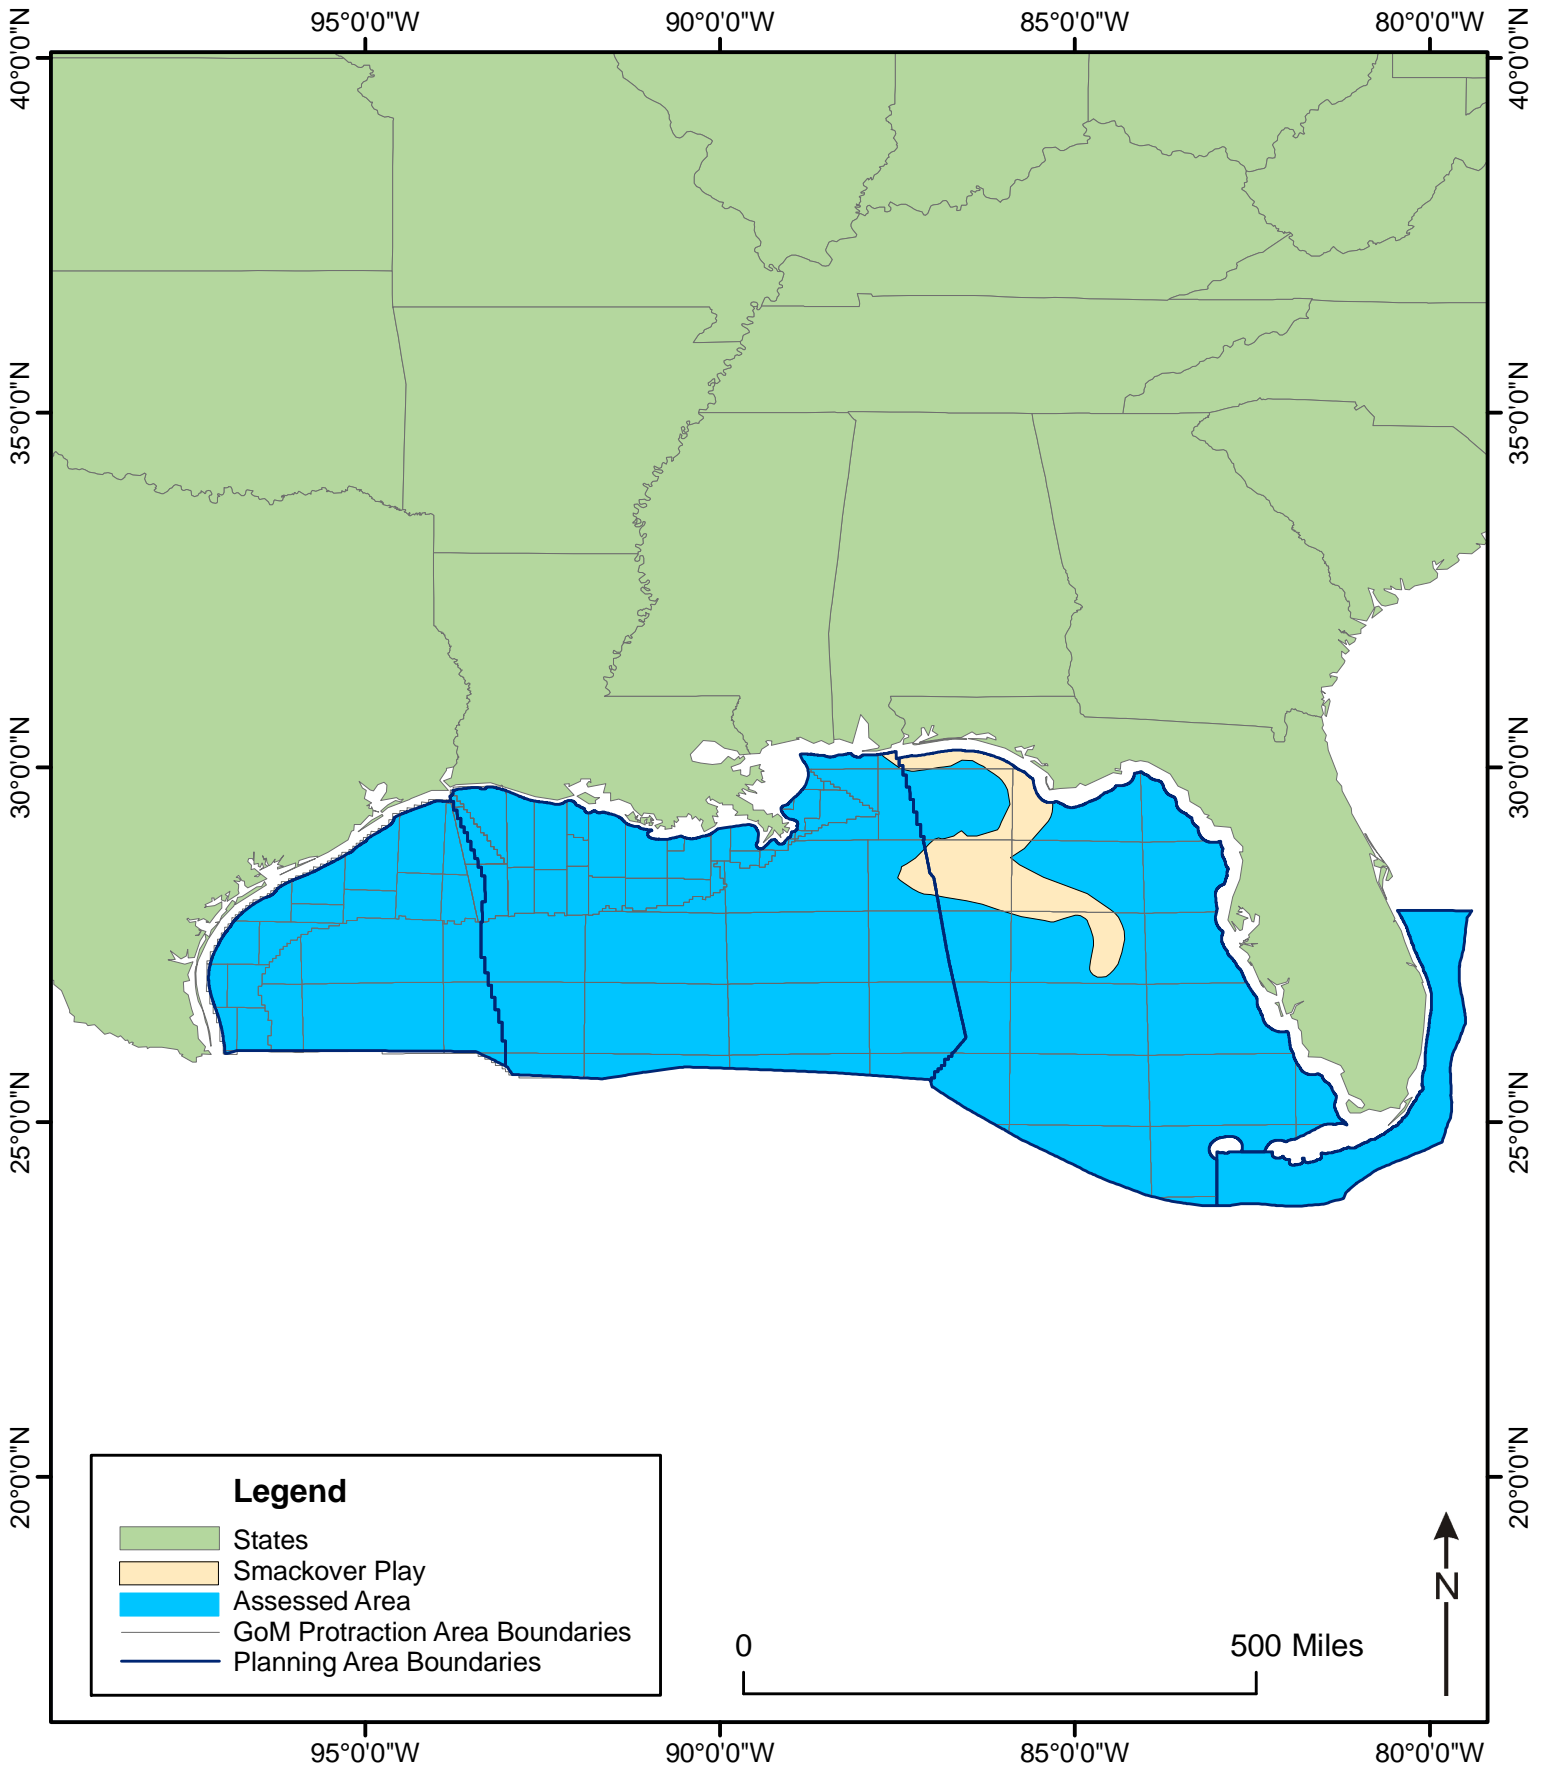 95°0'0"W 90°0'0"W 85°0'0"W 80°0'0"W
40°0'0"N 40°0'0"N
35°0'0"N 35°0'0"N
30°0'0"N 30°0'0"N
25°0'0"N 25°0'0"N
20°0'0"N 20°0'0"N
Legend
States
Smackover Play
Assessed Area
GoM Protraction Area Boundaries
Planning Area Boundaries
0 500 Miles
N
95°0'0"W 90°0'0"W 85°0'0"W 80°0'0"W